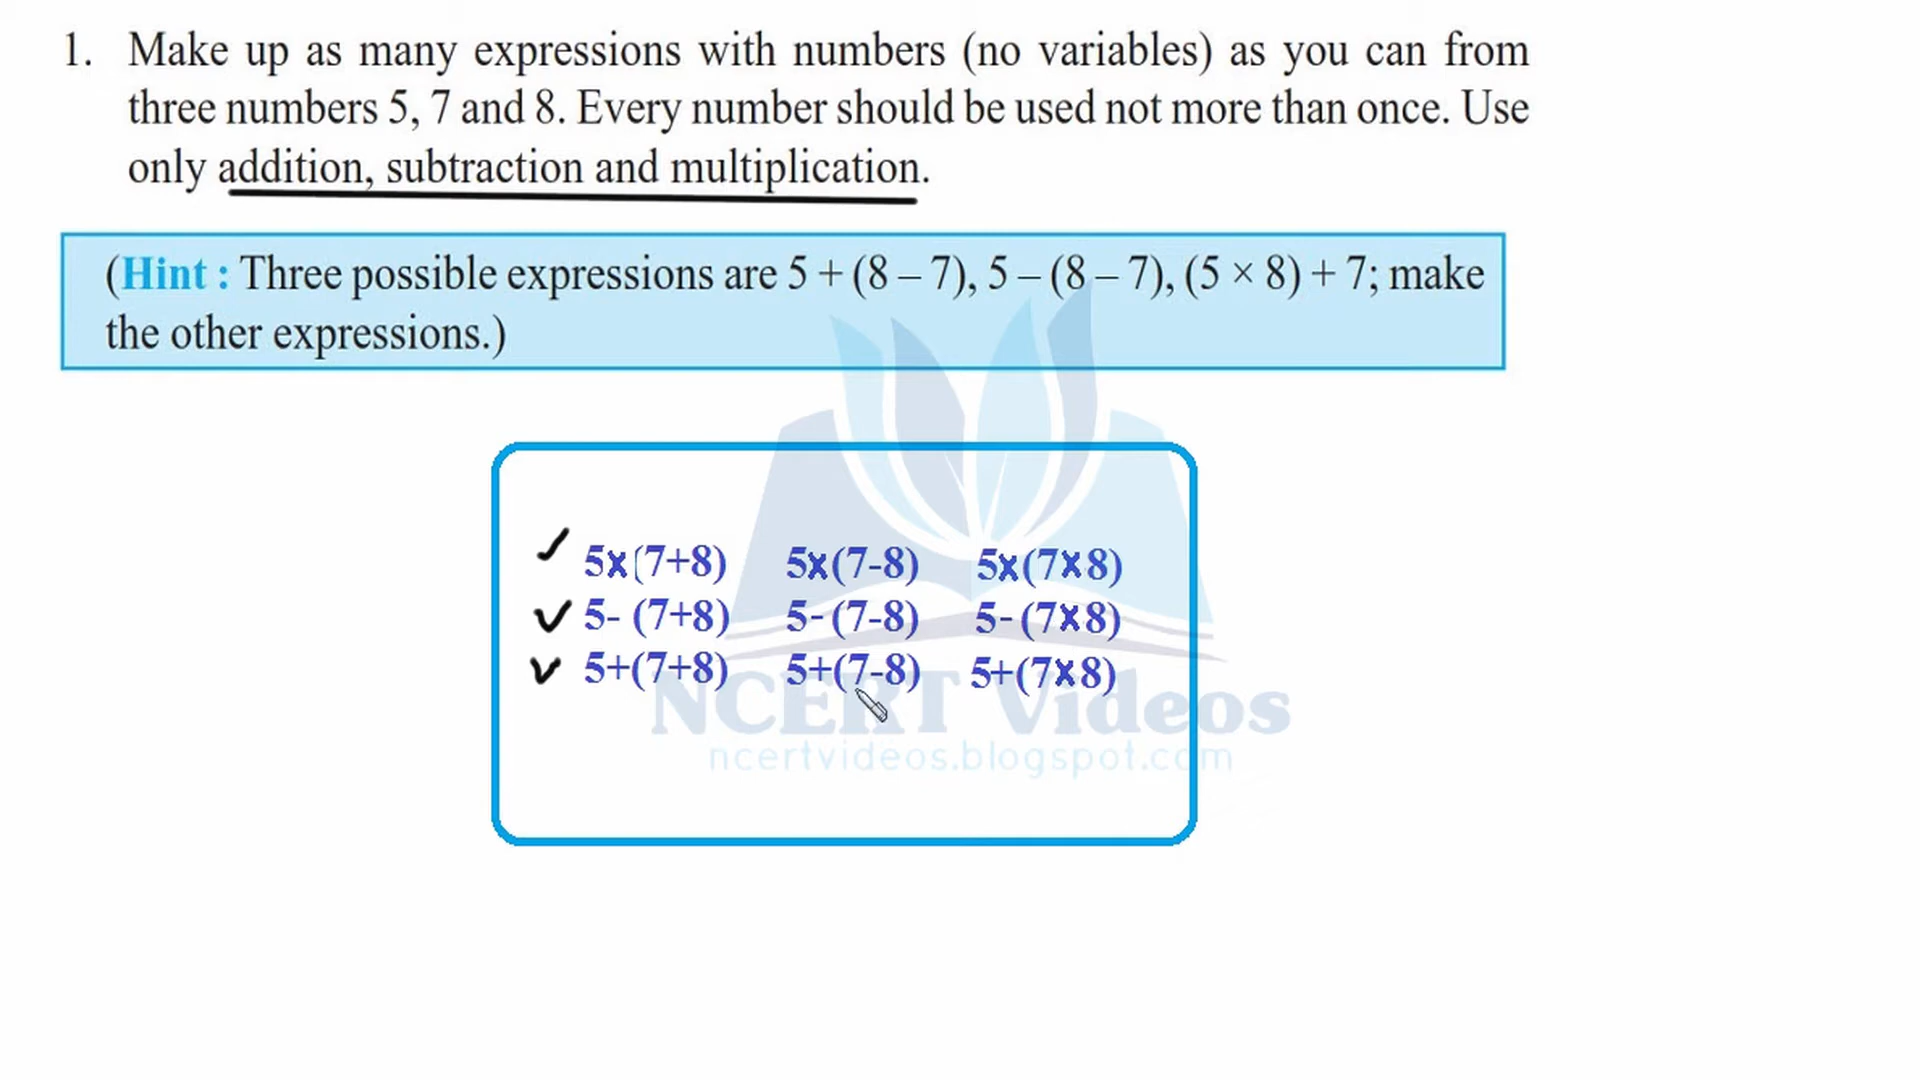 1. Make up as many expressions with numbers (no variables) as you can from
three numbers 5, 7 and 8. Every number should be used not more than once. Use
only addition, subtraction and multiplication.
(Hint : Three possible expressions are 5 + (8 – 7), 5 – (8 – 7), (5 × 8) + 7; make
the other expressions.)
5x(7+8) 5x(7-8) 5x(7x8)
5- (7+8) 5-(7-8) 5-(7x8)
5+(7+8) 5+(7-8) 5+(7x8)
NCERT Videos
ncertvideos.blogspot.com